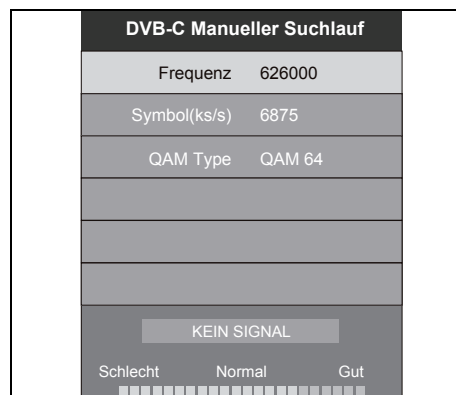 DVB-C Manueller Suchlauf
Frequenz 626000
Symbol(ks/s) 6875
QAM Type QAM 64
KEIN SIGNAL
Schlecht Normal Gut